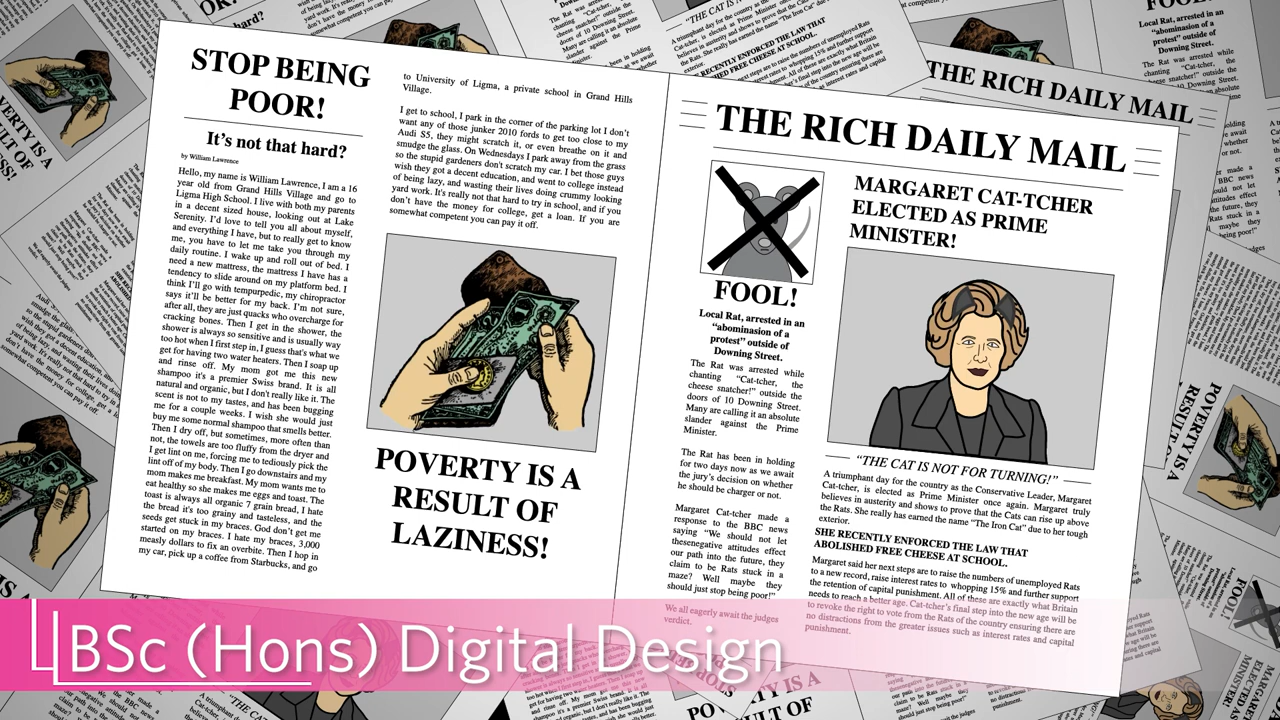 STOP BEING
POOR!
It's not that hard?
by William Lawrence
Hello, my name is William Lawrence, I am a 16
year old from Grand Hills Village and go to
Ligma High School. I live with both my parents
in a decent sized house, looking out at Lake
Serenity. I'd love to tell you all about myself,
and everything I have, but to really get to know
me, you have to let me take you through my
daily routine. I wake up and roll out of bed. I
need a new mattress, the mattress I have has a
tendency to slide around on my platform bed. I
think I'll go with tempurpedic, my chiropractor
says it'll be better for my back. I'm not sure,
after all, they are just quacks who overcharge for
cracking bones. Then I get in the shower, the
shower is always so sensitive and is usually way
too hot when I first step in, I guess that's what we
get for having two water heaters. Then I soap up
and rinse off. My mom got me this new
shampoo it's a premier Swiss brand. It is all
natural and organic, but I don't really like it. The
scent is not to my tastes, and has been bugging
me for a couple weeks. I wish she would just
buy me some normal shampoo that smells better.
Then I dry off, but sometimes, more often than
not, the towels are too fluffy from the dryer and
I get lint on me, forcing me to tediously pick the
lint off of my body. Then I go downstairs and my
mom makes me breakfast. My mom wants me to
eat healthy so she makes me eggs and toast. The
toast is always all organic 7 grain bread, I hate
the bread it's too grainy and tasteless, and the
seeds get stuck in my braces. God don't get me
started on my braces. I hate my braces, 3,000
measly dollars to fix an overbite. Then I hop in
my car, pick up a coffee from Starbucks, and go
to University of Ligma, a private school in Grand Hills
Village.
I get to school, I park in the corner of the parking lot I don't
want any of those junker 2010 fords to get too close to my
Audi S5, they might scratch it, or even breathe on it and
smudge the glass. On Wednesdays I park away from the grass
so the stupid gardeners don't scratch my car. I bet those guys
wish they got a decent education, and went to college instead
of being lazy, and wasting their lives doing crummy looking
yard work. It's really not that hard to try in school, and if you
don't have the money for college, get a loan. If you are
somewhat competent you can pay it off.
POVERTY IS A
RESULT OF
LAZINESS!
THE RICH DAILY MAIL
FOOL!
Local Rat, arrested in an
"abomination of a
protest" outside of
Downing Street.
The Rat was arrested while
chanting "Cat-tcher, the
cheese snatcher!" outside the
doors of 10 Downing Street.
Many are calling it an absolute
slander against the Prime
Minister.
The Rat has been in holding
for two days now as we await
the jury's decision on whether
he should be charger or not.
Margaret Cat-tcher made a
response to the BBC news
saying "We should not let
thesenegative attitudes effect
our path into the future, they
claim to be Rats stuck in a
maze? Well maybe they
should just stop being poor!"
We all eagerly await the judges
verdict.
MARGARET CAT-TCHER
ELECTED AS PRIME
MINISTER!
"THE CAT IS NOT FOR TURNING!"
A triumphant day for the country as the Conservative Leader, Margaret
Cat-tcher, is elected as Prime Minister once again. Margaret truly
believes in austerity and shows to prove that the Cats can rise up above
the Rats. She really has earned the name "The Iron Cat" due to her tough
exterior.
SHE RECENTLY ENFORCED THE LAW THAT
ABOLISHED FREE CHEESE AT SCHOOL.
Margaret said her next steps are to raise the numbers of unemployed Rats
to a new record, raise interest rates to whopping 15% and further support
the retention of capital punishment. All of these are exactly what Britain
needs to reach a better age. Cat-tcher's final step into the new age will be
to revoke the right to vote from the Rats of the country ensuring there are
no distractions from the greater issues such as interest rates and capital
punishment.
THE RICH DAILY MAIL
BSc (Hons) Digital Design